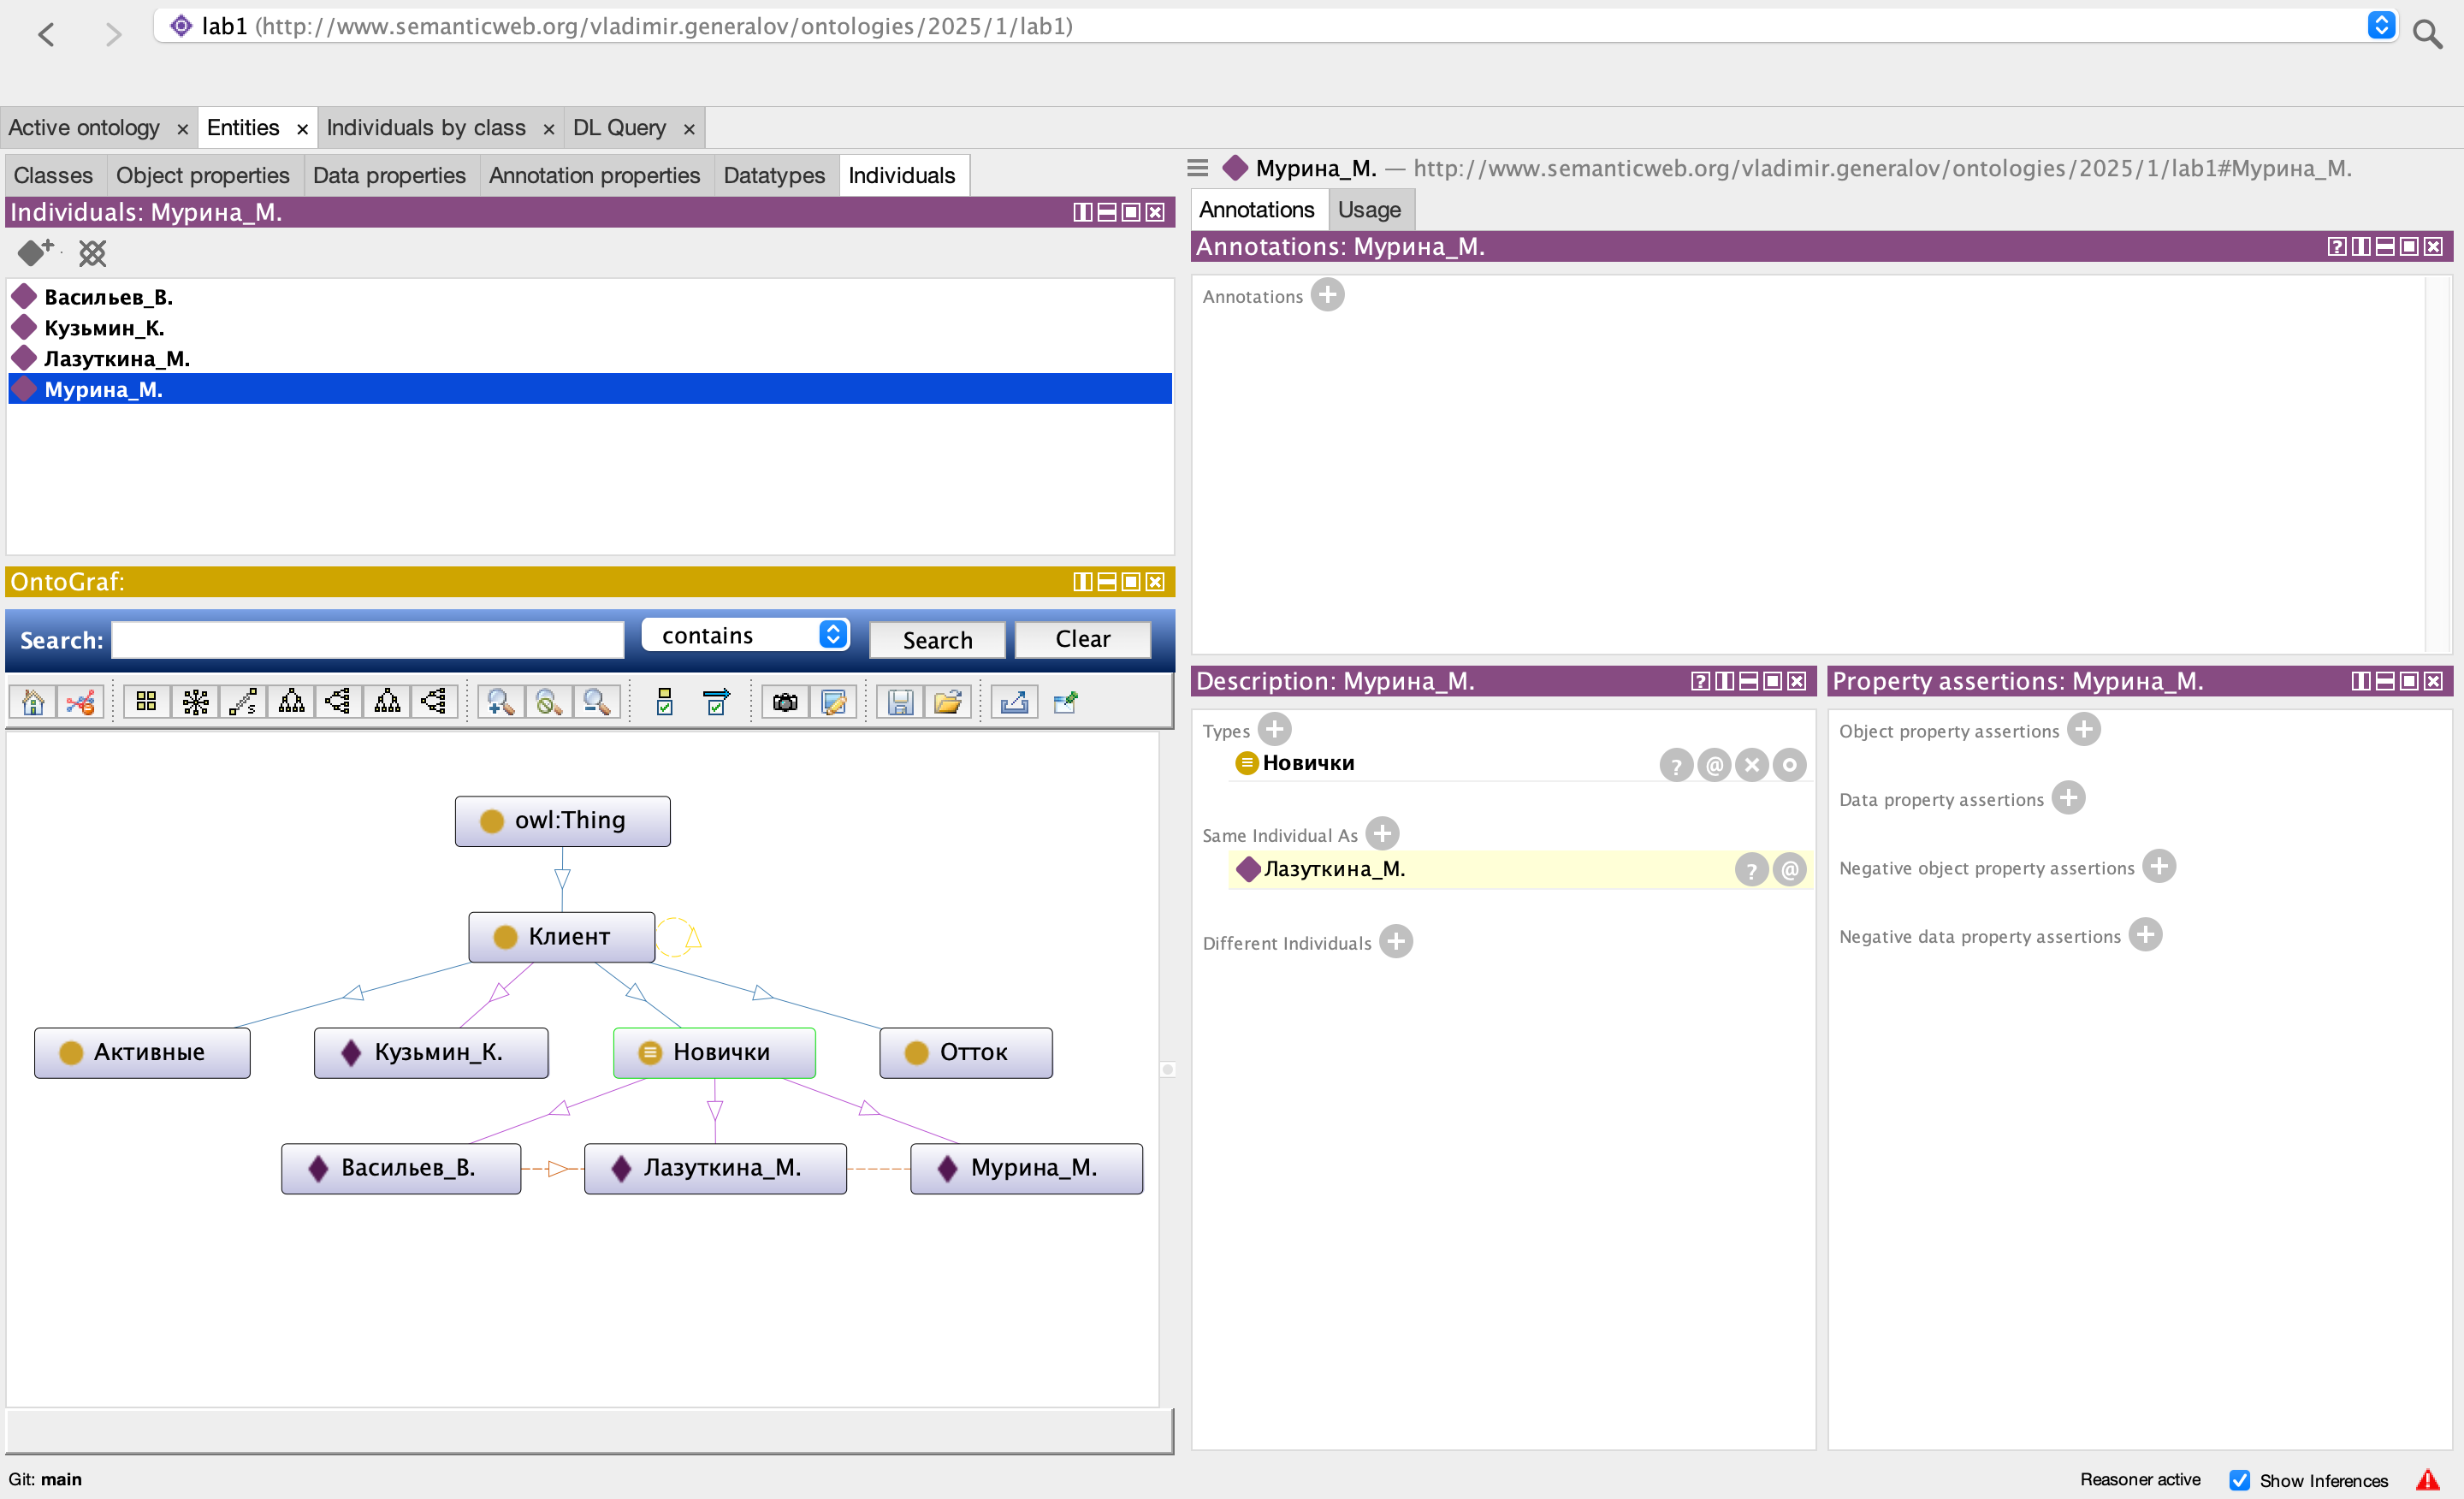 lab1 (http://www.semanticweb.org/vladimir.generalov/ontologies/2025/1/lab1)
Active ontology × Entities × Individuals by class × DL Query ×
Classes Object properties Data properties Annotation properties Datatypes Individuals
Individuals: Мурина_М.
Васильев_В.
Кузьмин_К.
Лазуткина_М.
Мурина_М.
OntoGraf:
Search: contains Search Clear
owl:Thing
Клиент
Активные Кузьмин_К. Новички Отток
Васильев_В. Лазуткина_М. Мурина_М.
Мурина_М. — http://www.semanticweb.org/vladimir.generalov/ontologies/2025/1/lab1#Мурина_М.
Annotations Usage
Annotations: Мурина_М.
Annotations
Description: Мурина_М.
Types
Новички
Same Individual As
Лазуткина_М.
Different Individuals
Property assertions: Мурина_М.
Object property assertions
Data property assertions
Negative object property assertions
Negative data property assertions
Git: main
Reasoner active Show Inferences